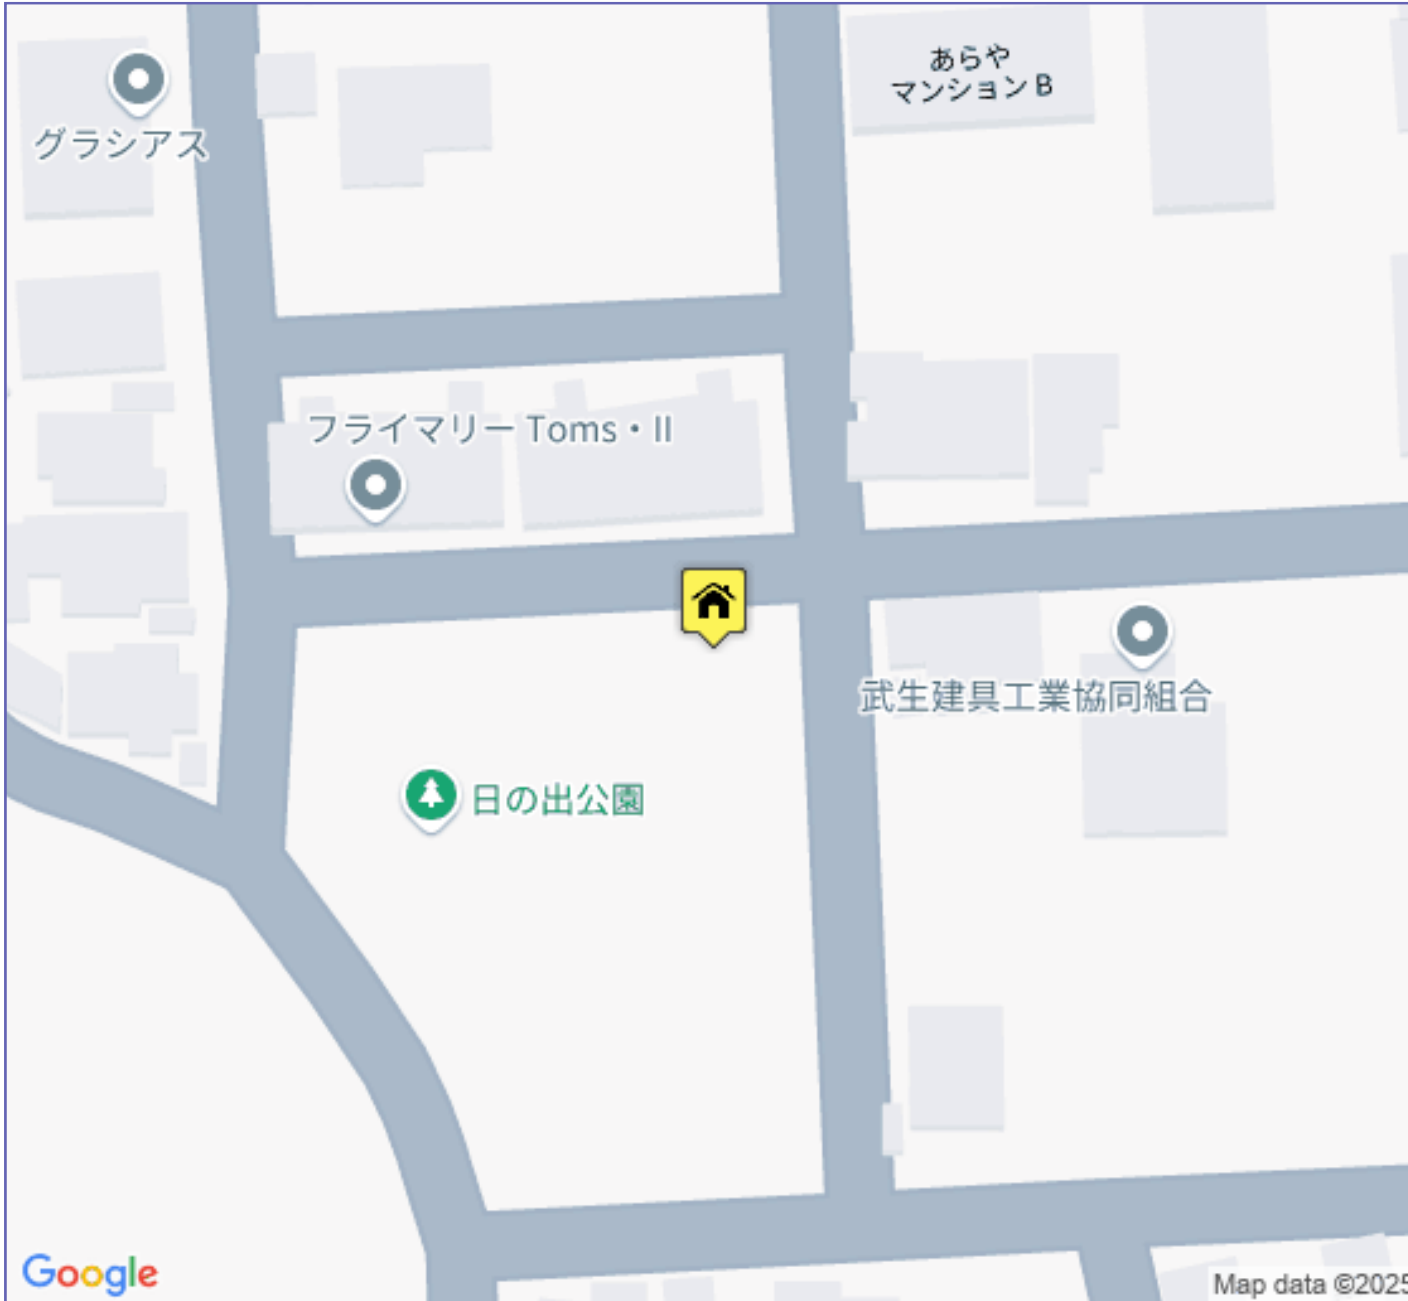 あらや
マンション B
グラシアス
フライマリー Toms・II
武生建具工業協同組合
日の出公園
Google
Map data ©2025